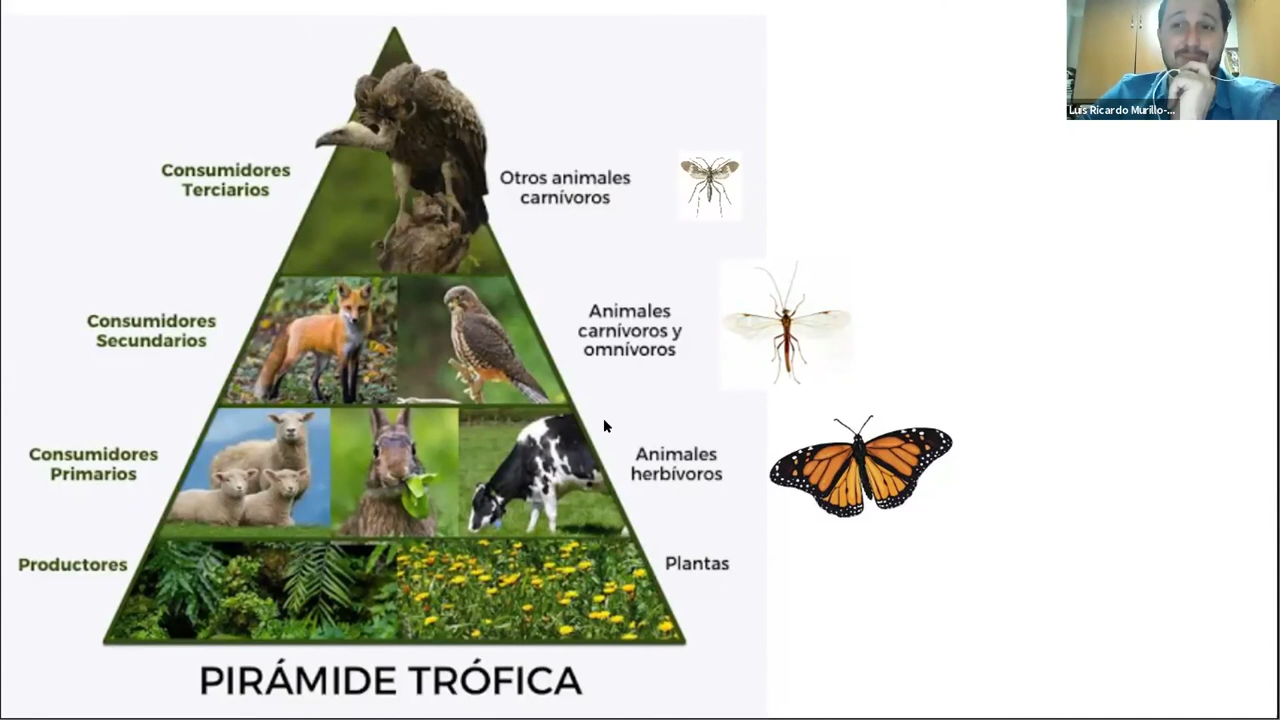 Luis Ricardo Murillo-...
Consumidores
Terciarios
Otros animales
carnívoros
Consumidores
Secundarios
Animales
carnívoros y
omnívoros
Consumidores
Primarios
Animales
herbívoros
Productores
Plantas
PIRÁMIDE TRÓFICA